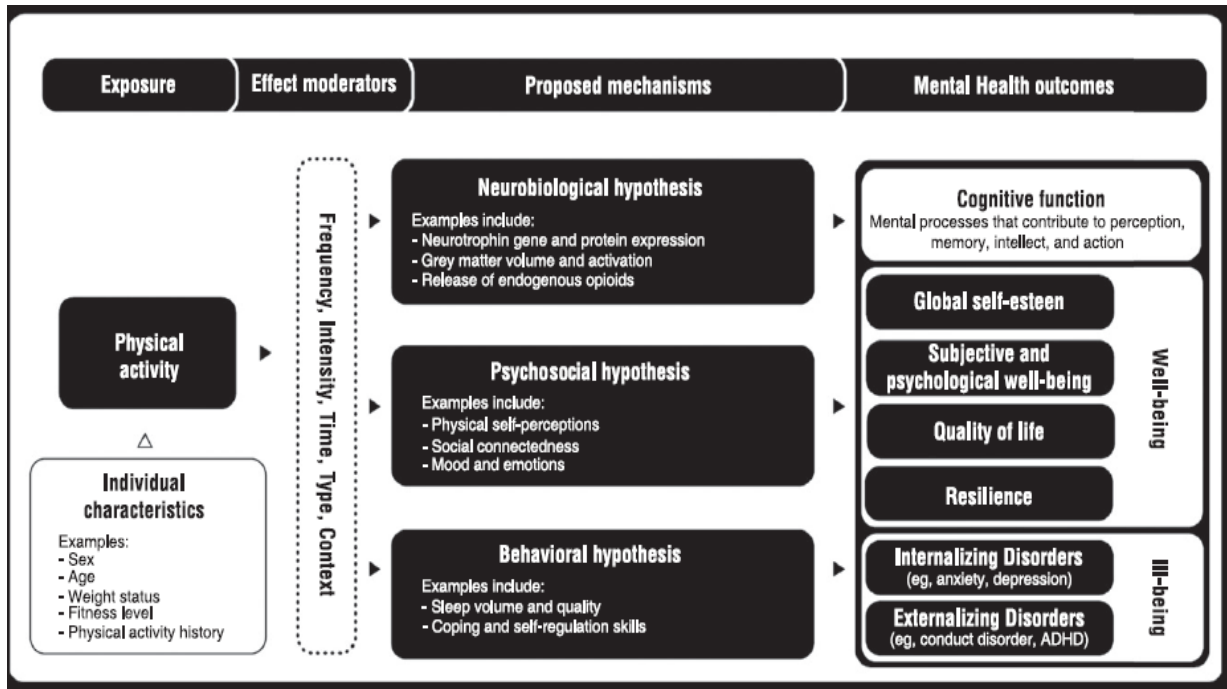 Exposure
Effect moderators
Proposed mechanisms
Mental Health outcomes
Physical
activity
Individual
characteristics
Examples:
- Sex
- Age
- Weight status
- Fitness level
- Physical activity history
Frequency, Intensity, Time, Type, Context
Neurobiological hypothesis
Examples include:
- Neurotrophin gene and protein expression
- Grey matter volume and activation
- Release of endogenous opioids
Psychosocial hypothesis
Examples include:
- Physical self-perceptions
- Social connectedness
- Mood and emotions
Behavioral hypothesis
Examples include:
- Sleep volume and quality
- Coping and self-regulation skills
Cognitive function
Mental processes that contribute to perception,
memory, intellect, and action
Global self-esteen
Subjective and
psychological well-being
Quality of life
Resilience
Well-being
Internalizing Disorders
(eg, anxiety, depression)
Externalizing Disorders
(eg, conduct disorder, ADHD)
Ill-being